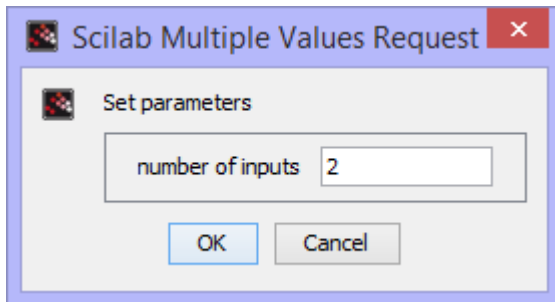 Scilab Multiple Values Request
Set parameters
number of inputs 2
OK Cancel